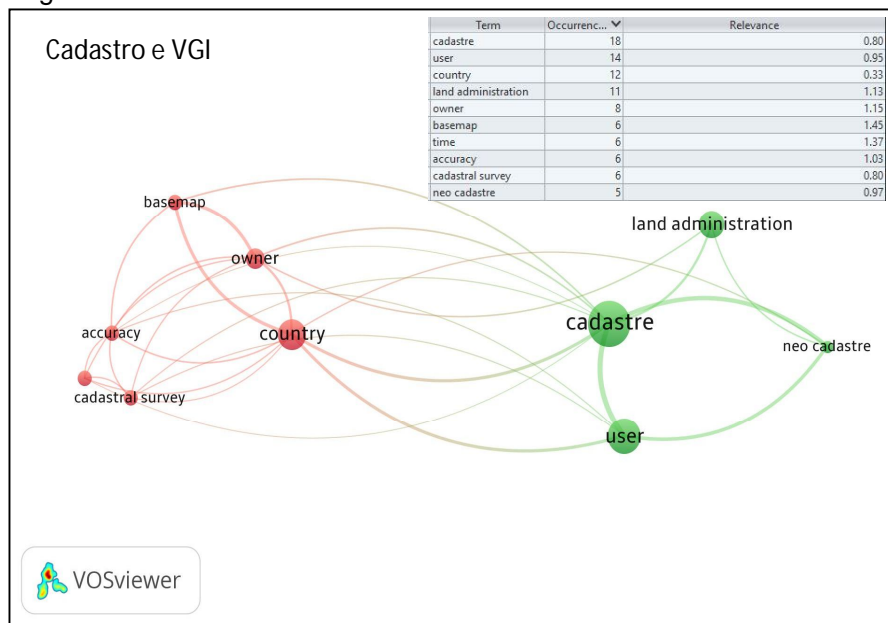 Cadastro e VGI
Term Occurrenc... Relevance
cadastre 18 0.80
user 14 0.95
country 12 0.33
land administration 11 1.13
owner 8 1.15
basemap 6 1.45
time 6 1.37
accuracy 6 1.03
cadastral survey 6 0.80
neo cadastre 5 0.97
basemap
land administration
owner
cadastre
accuracy
country
neo cadastre
cadastral survey
user
VOSviewer